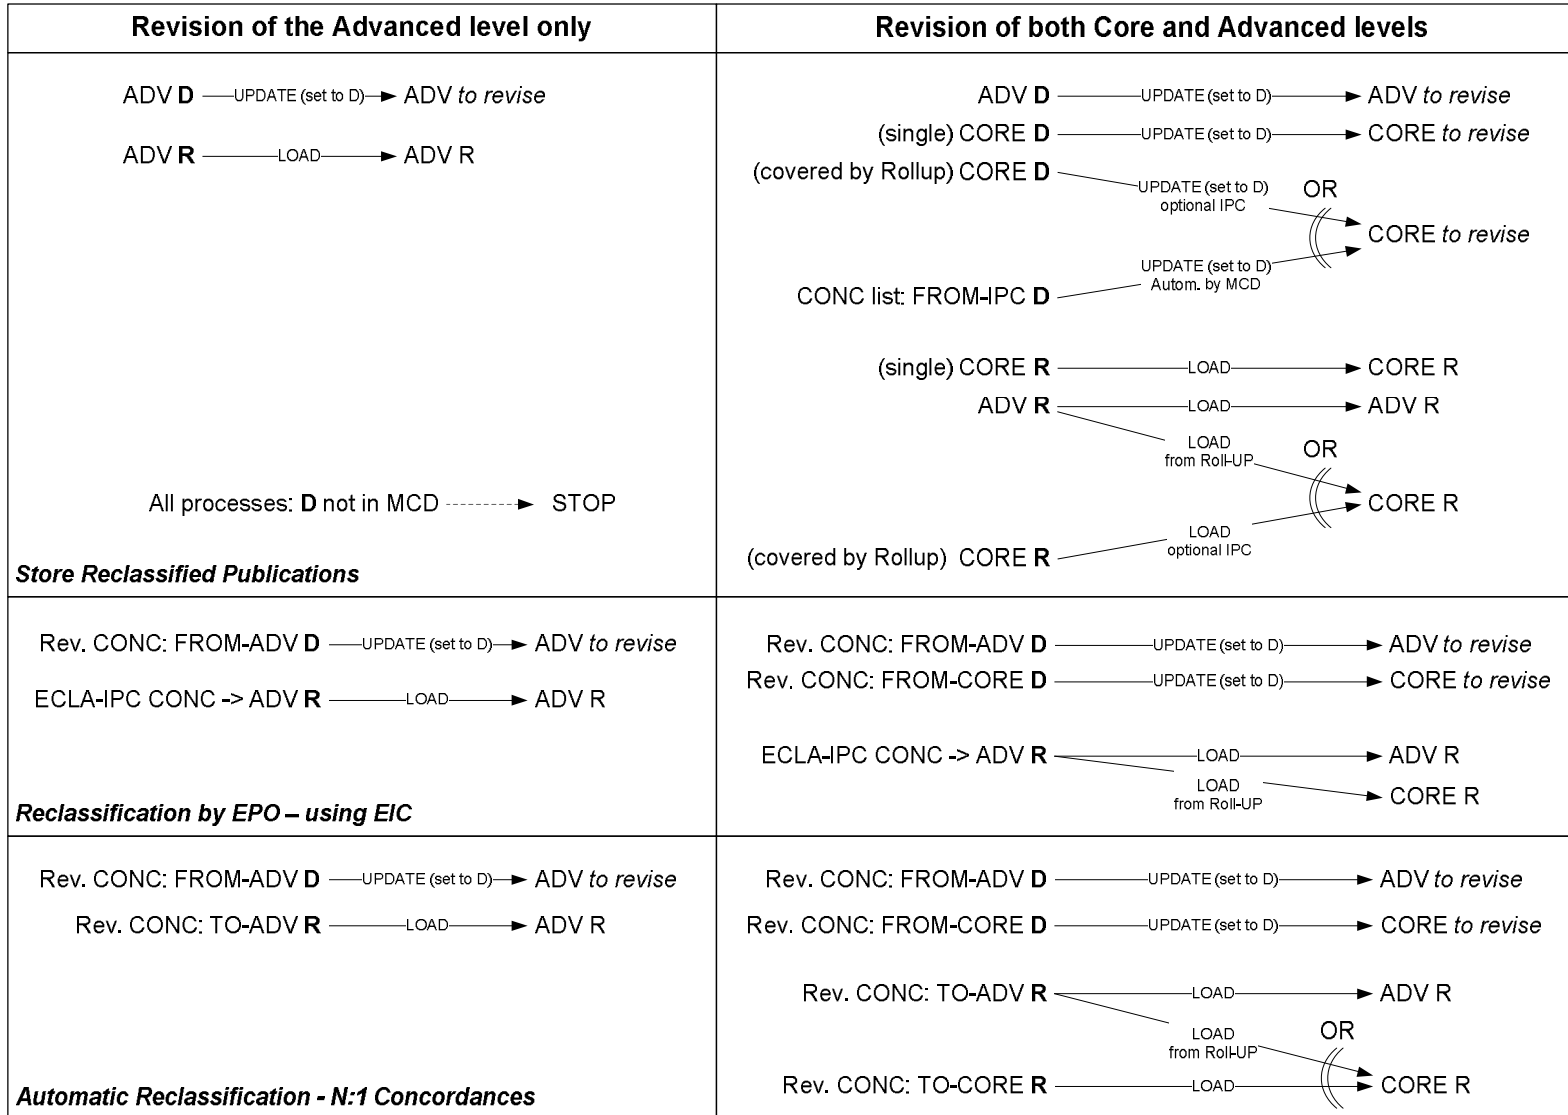 Revision of the Advanced level only
Revision of both Core and Advanced levels
ADV D UPDATE (set to D) ADV to revise
ADV R LOAD ADV R
All processes: D not in MCD STOP
Store Reclassified Publications
ADV D UPDATE (set to D) ADV to revise
(single) CORE D UPDATE (set to D) CORE to revise
(covered by Rollup) CORE D
UPDATE (set to D)
optional IPC
OR
CORE to revise
UPDATE (set to D)
Autom. by MCD
CONC list: FROM-IPC D
(single) CORE R LOAD CORE R
ADV R LOAD ADV R
LOAD
from Roll-UP
OR
CORE R
LOAD
optional IPC
(covered by Rollup) CORE R
Rev. CONC: FROM-ADV D UPDATE (set to D) ADV to revise
ECLA-IPC CONC -> ADV R LOAD ADV R
Reclassification by EPO – using EIC
Rev. CONC: FROM-ADV D UPDATE (set to D) ADV to revise
Rev. CONC: FROM-CORE D UPDATE (set to D) CORE to revise
ECLA-IPC CONC -> ADV R LOAD ADV R
LOAD
from Roll-UP
CORE R
Rev. CONC: FROM-ADV D UPDATE (set to D) ADV to revise
Rev. CONC: TO-ADV R LOAD ADV R
Automatic Reclassification - N:1 Concordances
Rev. CONC: FROM-ADV D UPDATE (set to D) ADV to revise
Rev. CONC: FROM-CORE D UPDATE (set to D) CORE to revise
Rev. CONC: TO-ADV R LOAD ADV R
LOAD
from Roll-UP
OR
Rev. CONC: TO-CORE R LOAD CORE R